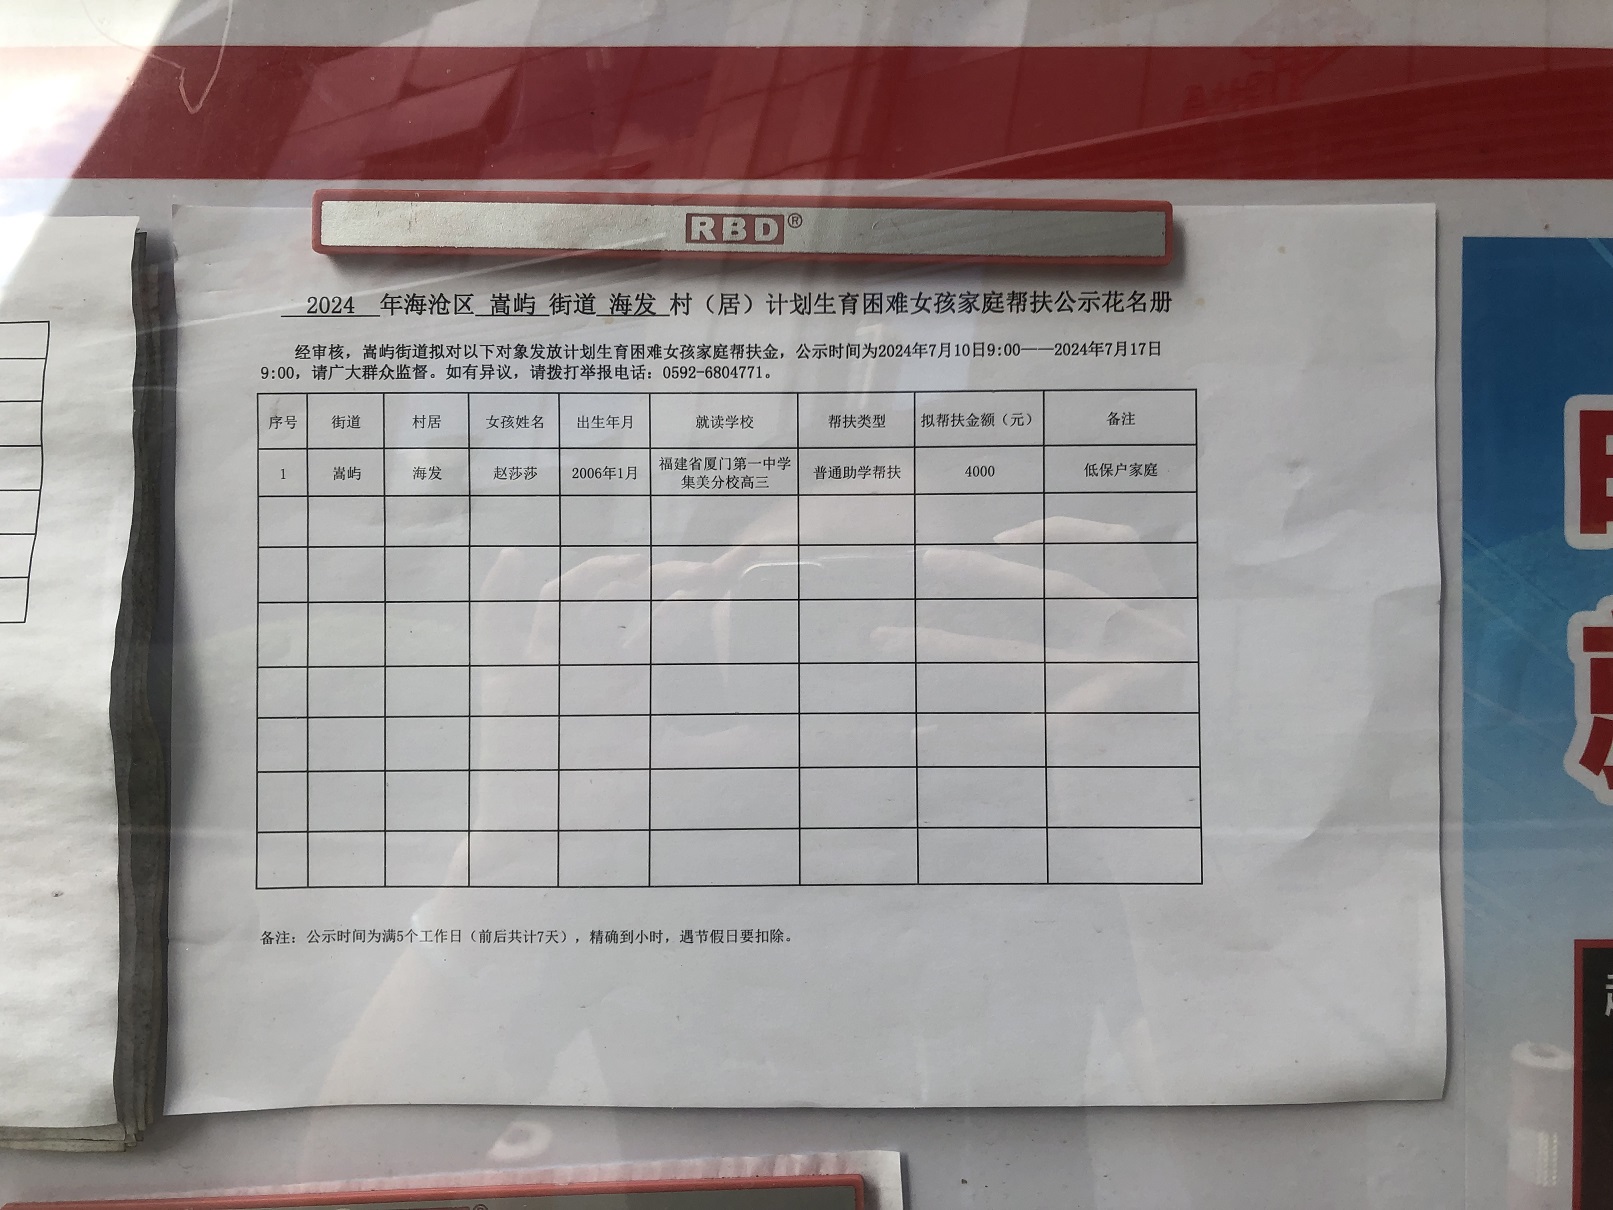 RBD®
2024 年海沧区 嵩屿 街道 海发 村（居）计划生育困难女孩家庭帮扶公示花名册
经审核，嵩屿街道拟对以下对象发放计划生育困难女孩家庭帮扶金，公示时间为2024年7月10日9:00——2024年7月17日
9:00，请广大群众监督。如有异议，请拨打举报电话：0592-6804771。
序号 街道 村居 女孩姓名 出生年月 就读学校 帮扶类型 拟帮扶金额（元） 备注
1 嵩屿 海发 赵莎莎 2006年1月 福建省厦门第一中学 普通助学帮扶 4000 低保户家庭
集美分校高三
备注：公示时间为满5个工作日（前后共计7天），精确到小时，遇节假日要扣除。